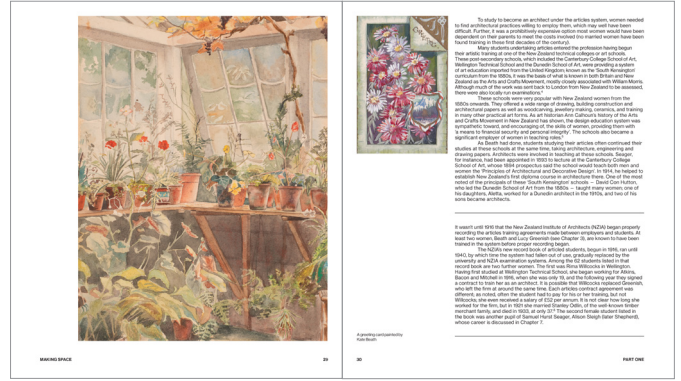 MAKING SPACE
29
A greeting card painted by
Kate Beath
30
To study to become an architect under the articles system, women needed
to find architectural practices willing to employ them, which may well have been
difficult. Further, it was a prohibitively expensive option most women would have been
dependent on their parents to meet the costs involved (no married women have been
found training in these first decades of the century).
Many students undertaking articles entered the profession having begun
their artistic training at one of the New Zealand technical colleges or art schools.
These post-secondary schools, which included the Canterbury College School of Art,
Wellington Technical School and the Dunedin School of Art, were providing a system
of art education imported from the United Kingdom; known as the 'South Kensington'
curriculum from the 1880s, it was the basis of what is known in both Britain and New
Zealand as the Arts and Crafts Movement, mostly closely associated with William Morris.
Although much of the work was sent back to London from New Zealand to be assessed,
there were also locally run examinations.
These schools were very popular with New Zealand women from the
1880s onwards. They offered a wide range of drawing, building construction and
architectural papers as well as woodcarving, jewellery making, ceramics, and training
in many other practical art forms. As art historian Ann Calhoun's history of the Arts
and Crafts Movement in New Zealand has shown, the design education system was
sympathetic toward, and encouraging of, the skills of women, providing them with
'a means to financial security and personal integrity'. The schools also became a
significant employer of women in teaching roles.
As Beath had done, students studying their articles often continued their
studies at these schools at the same time, taking architecture, engineering and
drawing papers. Architects were involved in teaching at these schools. Seager,
for instance, had been appointed in 1893 to lecture at the Canterbury College
School of Art, whose 1894 prospectus said the school would teach both men and
women the 'Principles of Architectural and Decorative Design'. In 1914, he helped to
establish New Zealand's first diploma course in architecture there. One of the most
noted of the principals of these 'South Kensington' schools – David Con Hutton,
who led the Dunedin School of Art from the 1880s – taught many women; one of
his daughters, Aletta, worked for a Dunedin architect in the 1910s, and two of his
sons became architects.
It wasn't until 1916 that the New Zealand Institute of Architects (NZIA) began properly
recording the articles training agreements made between employers and students. At
least two women, Beath and Lucy Greenish (see Chapter 3), are known to have been
trained in the system before proper recording began.
The NZIA's new record book of articled students, begun in 1916, ran until
1940, by which time the system had fallen out of use, gradually replaced by the
university and NZIA examination systems. Among the 62 students listed in that
record book are two further women. The first was Rima Willcocks in Wellington.
Having first studied at Wellington Technical School, she began working for Atkins,
Bacon and Mitchell in 1916, when she was only 19, and the following year they signed
a contract to train her as an architect. It is possible that Willcocks replaced Greenish,
who left the firm at around the same time. Each articles contract agreement was
different; as noted, often the student had to pay for his or her training, but not
Willcocks; she even received a salary of £52 per annum. It is not clear how long she
worked for the firm, but in 1921 she married Stanley Odlin, of the well-known timber
merchant family, and died in 1933, at only 37. The second female student listed in
the book was another pupil of Samuel Hurst Seager, Alison Sleigh (later Shepherd),
whose career is discussed in Chapter 7.
PART ONE